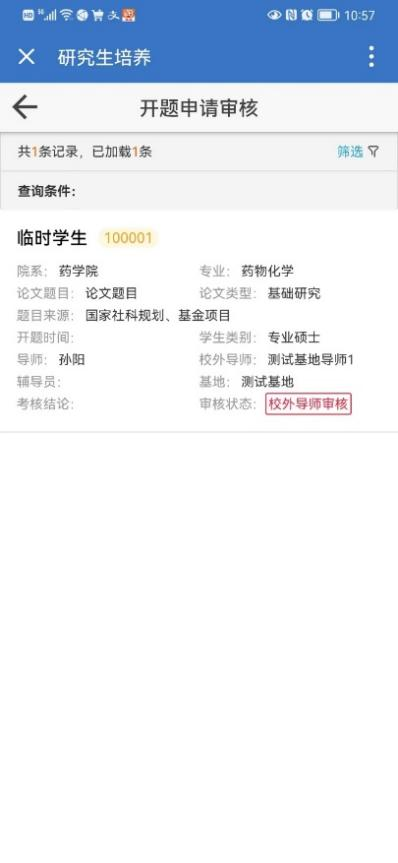 10:57
研究生培养
开题申请审核
共1条记录，已加载1条 筛选
查询条件：
临时学生 100001
院系： 药学院 专业： 药物化学
论文题目： 论文题目 论文类型： 基础研究
题目来源： 国家社科规划、基金项目
开题时间： 学生类别： 专业硕士
导师： 孙阳 校外导师： 测试基地导师1
辅导员： 基地： 测试基地
考核结论： 审核状态： 校外导师审核